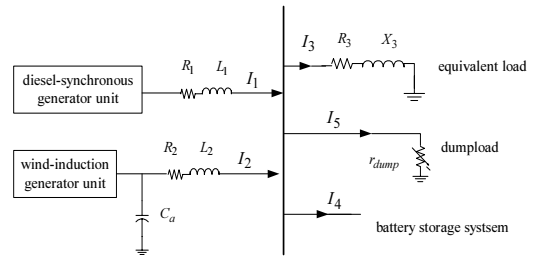 diesel-synchronous
generator unit
R1 L1 I1
I3 R3 X3
equivalent load
wind-induction
generator unit
R2 L2 I2
Ca
I5
rdump
dumpload
I4
battery storage systsem